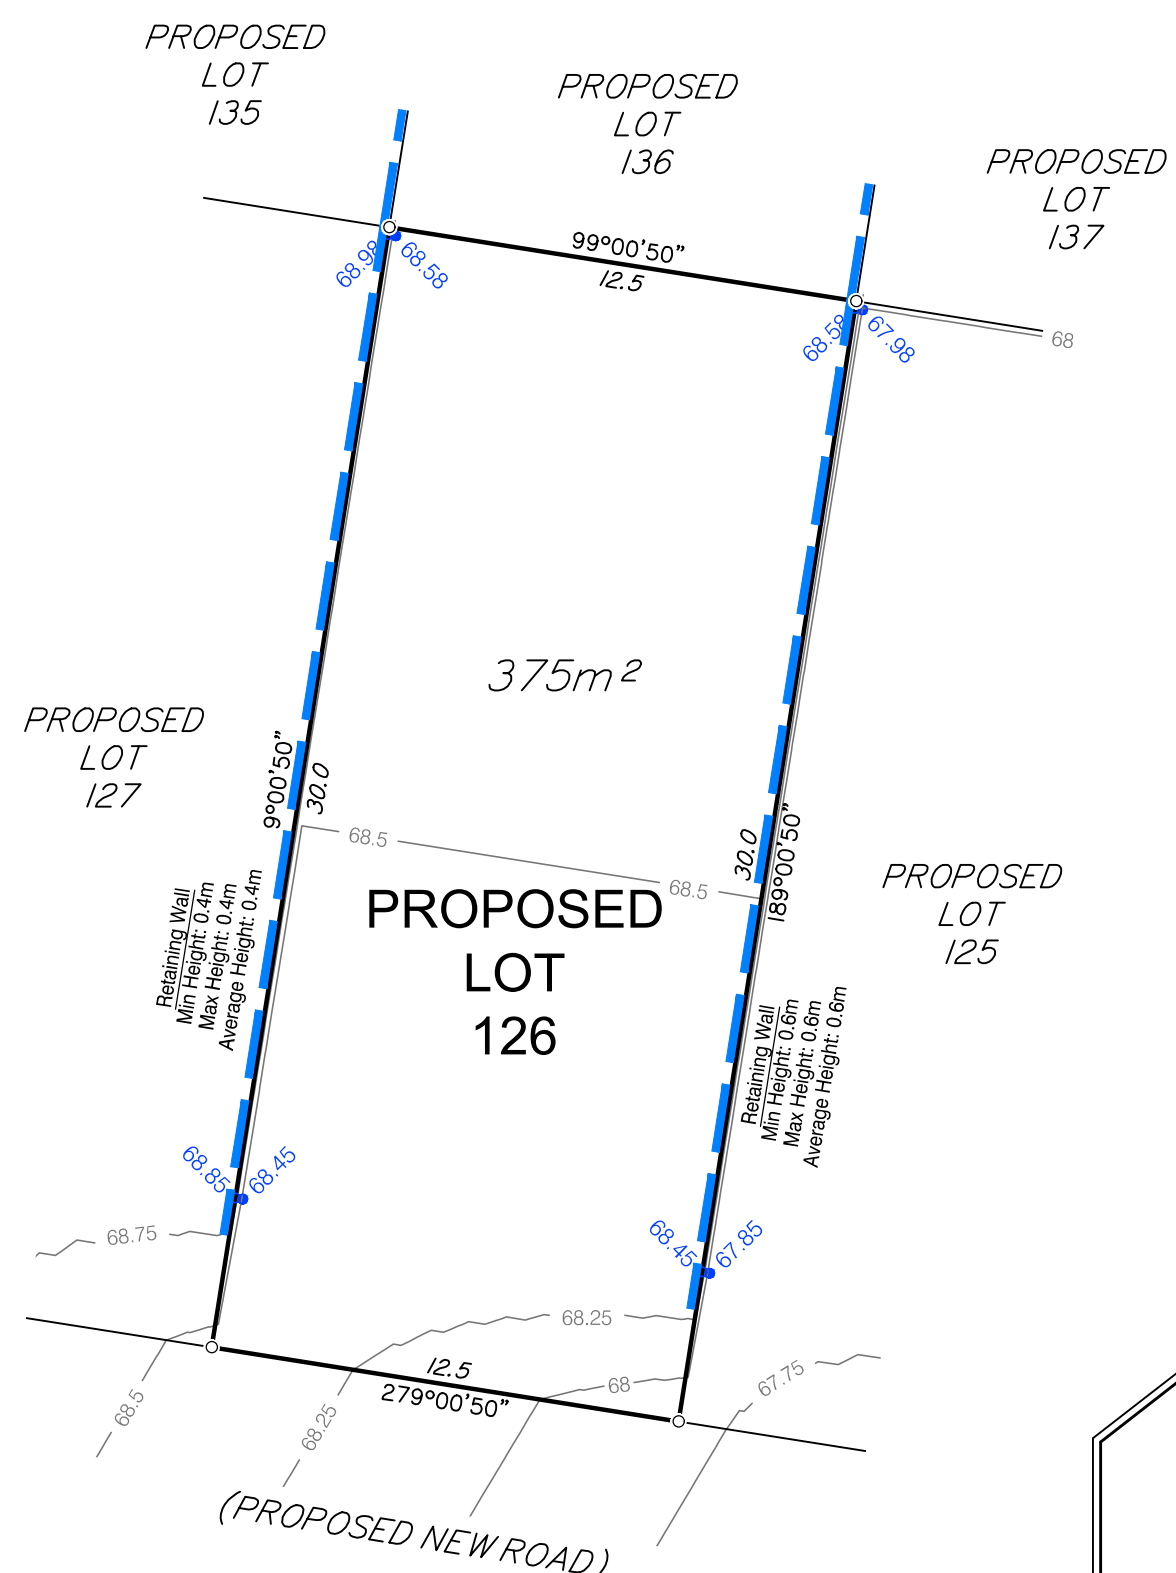 PROPOSED
LOT
135
PROPOSED
LOT
136
PROPOSED
LOT
137
99°00'50"
12.5
68.98
68.58
68.58
67.98
68
375m²
PROPOSED
LOT
127
9°00'50"
30.0
30.0
189°00'50"
68.5
68.5
PROPOSED
LOT
126
PROPOSED
LOT
125
Retaining Wall
Min Height: 0.4m
Max Height: 0.4m
Average Height: 0.4m
Retaining Wall
Min Height: 0.6m
Max Height: 0.6m
Average Height: 0.6m
68.85
68.45
68.45
67.85
68.75
68.25
12.5
279°00'50"
68
67.75
68.5
68.25
(PROPOSED NEW ROAD)